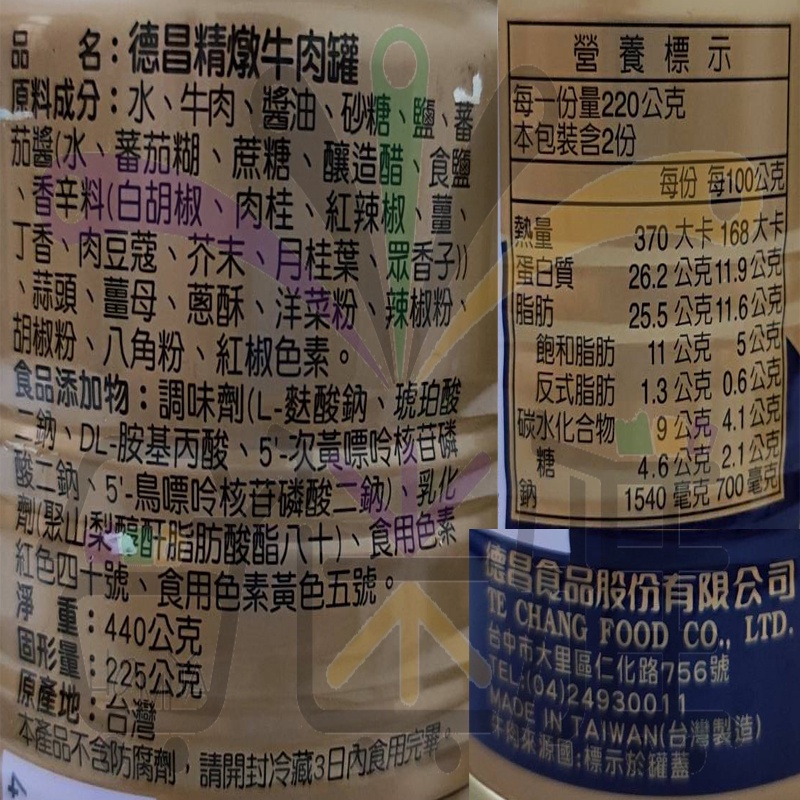 品　名：德昌精燉牛肉罐
原料成分：水、牛肉、醬油、砂糖、鹽、蕃
茄醬(水、蕃茄糊、蔗糖、釀造醋、食鹽
、香辛料(白胡椒、肉桂、紅辣椒、薑、
丁香、肉豆蔻、芥末、月桂葉、眾香子))
、蒜頭、薑母、蔥酥、洋菜粉、辣椒粉、
胡椒粉、八角粉、紅椒色素。
食品添加物：調味劑(L-麩酸鈉、琥珀酸
二鈉、DL-胺基丙酸、5'-次黃嘌呤核苷磷
酸二鈉、5'-鳥嘌呤核苷磷酸二鈉)、乳化
劑(聚山梨醇酐脂肪酸酯八十)、食用色素
紅色四十號、食用色素黃色五號。
淨　重：440公克
固形量：225公克
原產地：台灣
本產品不含防腐劑，請開封冷藏3日內食用完畢。
營養標示
每一份量220公克
本包裝含2份
每份 每100公克
熱量 370 大卡 168 大卡
蛋白質 26.2 公克 11.9 公克
脂肪 25.5 公克 11.6 公克
飽和脂肪 11 公克 5 公克
反式脂肪 1.3 公克 0.6 公克
碳水化合物 9 公克 4.1 公克
糖 4.6 公克 2.1 公克
鈉 1540 毫克 700 毫克
德昌食品股份有限公司
TE CHANG FOOD CO., LTD.
台中市大里區仁化路756號
TEL:(04)24930011
MADE IN TAIWAN(台灣製造)
牛肉來源國:標示於罐蓋